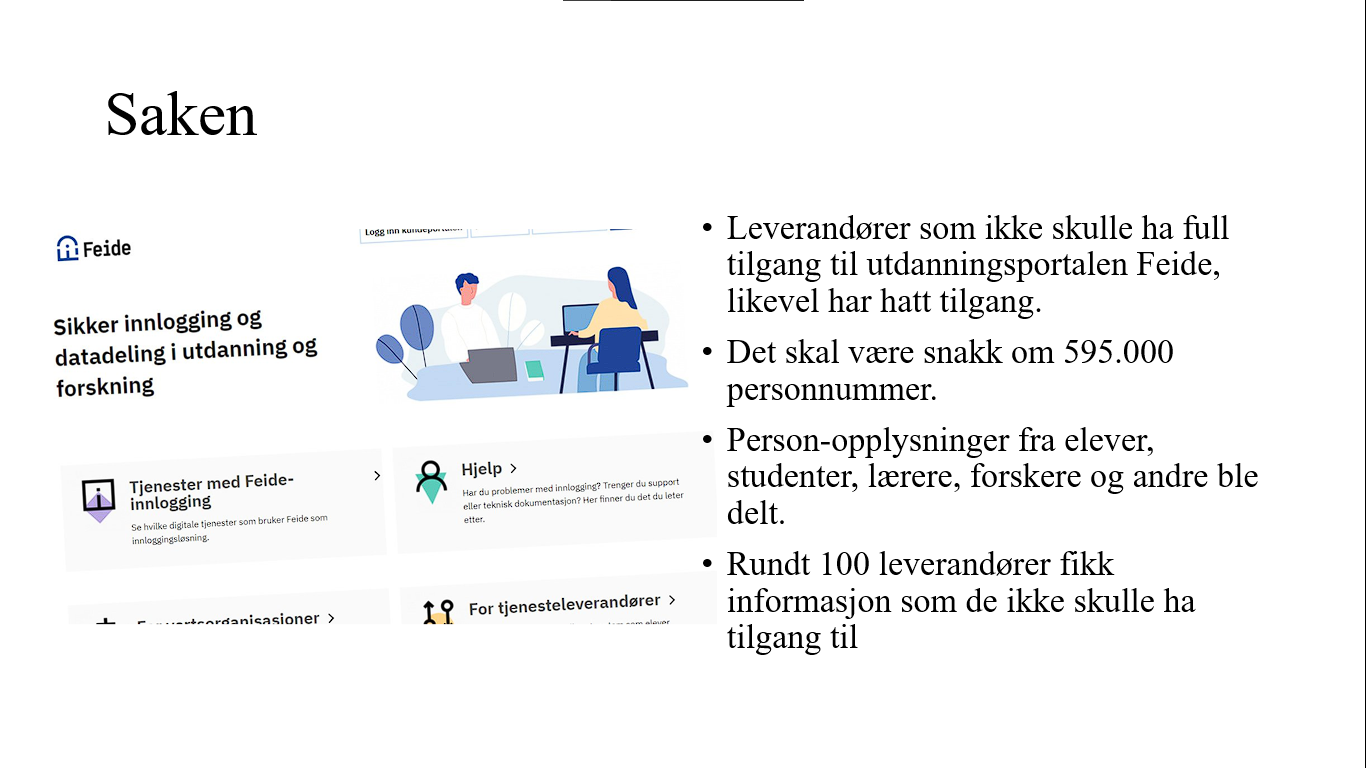 Saken
Feide
Logg inn kundeportalen
Sikker innlogging og
datadeling i utdanning og
forskning
Tjenester med Feide-
innlogging
Se hvilke digitale tjenester som bruker Feide som
innloggingsløsning.
Hjelp
Har du problemer med innlogging? Trenger du support
eller teknisk dokumentasjon? Her finner du det du leter
etter.
For vertsorganisasjoner
For tjenesteleverandører
som elever
• Leverandører som ikke skulle ha full
tilgang til utdanningsportalen Feide,
likevel har hatt tilgang.
• Det skal være snakk om 595.000
personnummer.
• Person-opplysninger fra elever,
studenter, lærere, forskere og andre ble
delt.
• Rundt 100 leverandører fikk
informasjon som de ikke skulle ha
tilgang til